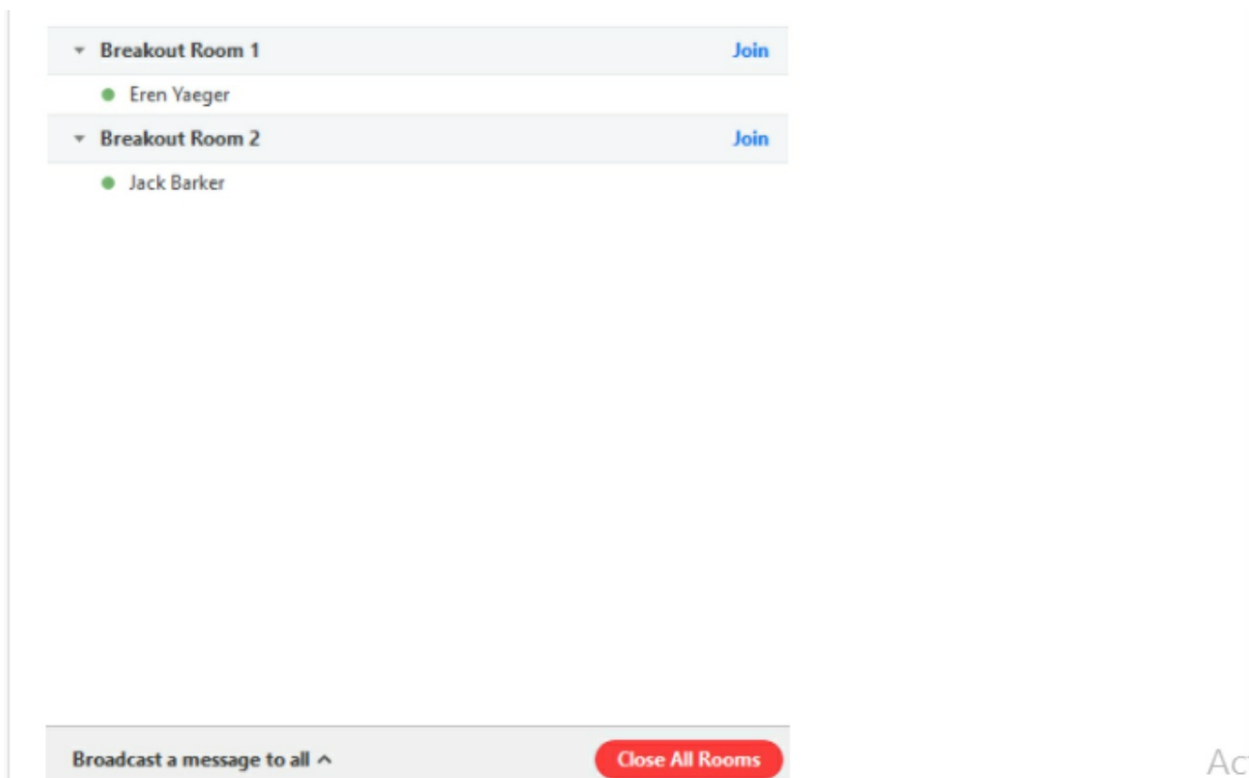 Breakout Room 1 Join
Eren Yaeger
Breakout Room 2 Join
Jack Barker
Broadcast a message to all Close All Rooms
Ac